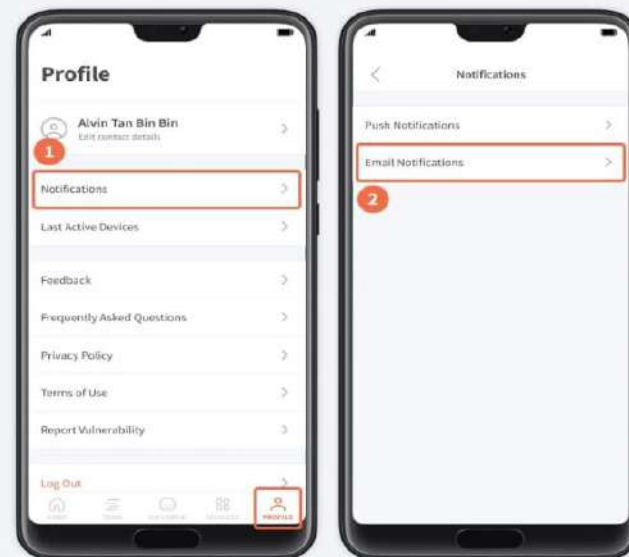 Profile
Alvin Tan Bin Bin
Edit contact details
1
Notifications
Last Active Devices
Feedback
Frequently Asked Questions
Privacy Policy
Terms of Use
Report Vulnerability
Log Out
PROFILE
Notifications
Push Notifications
Email Notifications
2